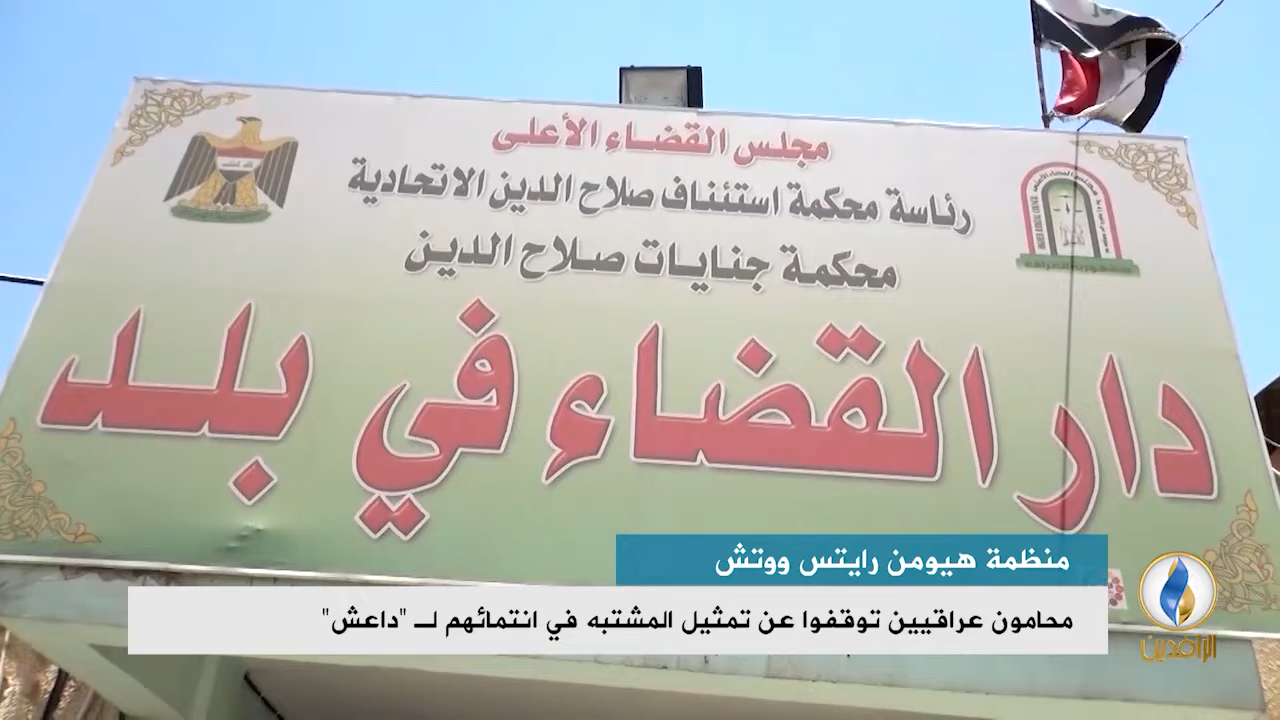 مجلس القضاء الأعلى
رئاسة محكمة استئناف صلاح الدين الاتحادية
محكمة جنايات صلاح الدين
دار القضاء في بلد
منظمة هيومن رايتس ووتش
محامون عراقيين توقفوا عن تمثيل المشتبه في انتمائهم لـ "داعش"
الرافدين